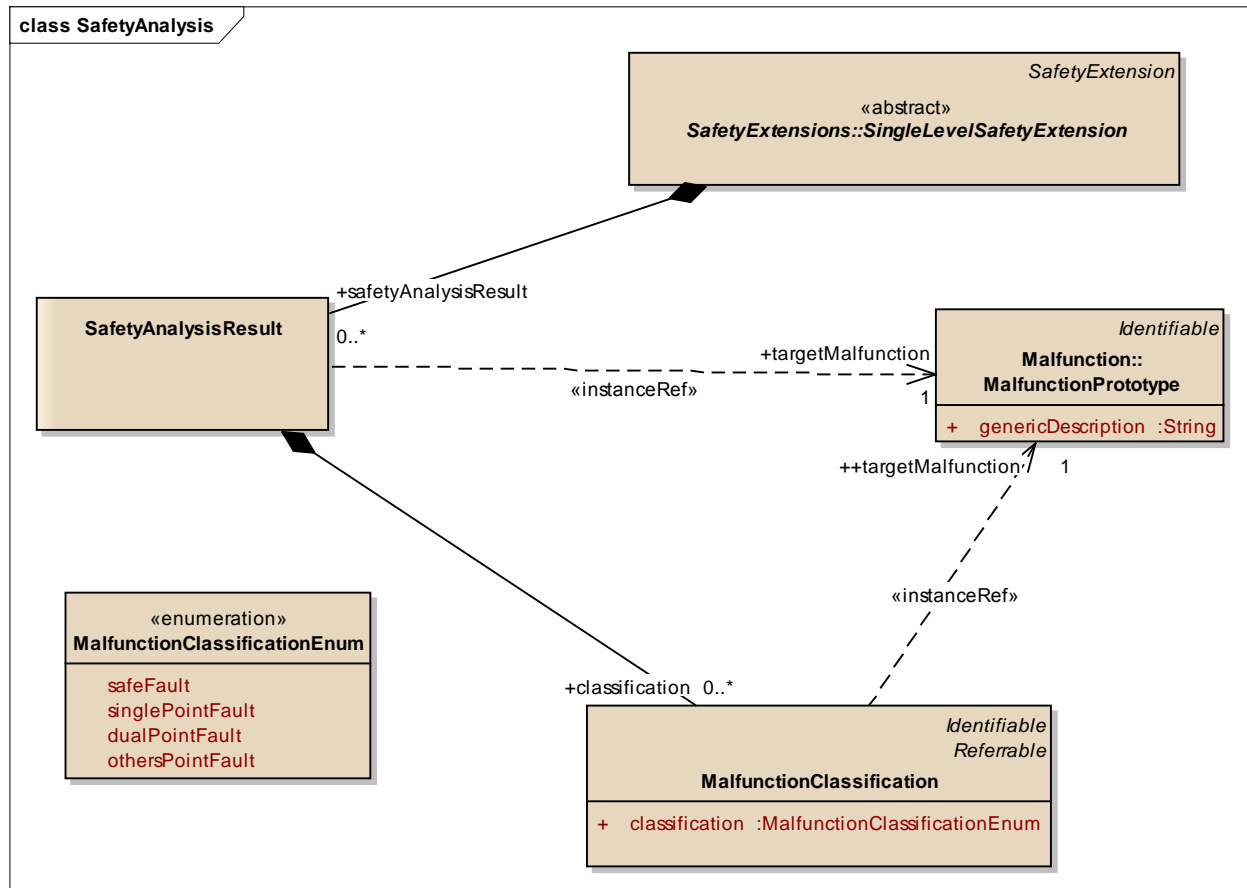 class SafetyAnalysis
SafetyExtension
«abstract»
SafetyExtensions::SingleLevelSafetyExtension
+safetyAnalysisResult
0..*
SafetyAnalysisResult
+targetMalfunction
«instanceRef»
1
Identifiable
Malfunction::
MalfunctionPrototype
+ genericDescription :String
++targetMalfunction 1
«instanceRef»
«enumeration»
MalfunctionClassificationEnum
safeFault
singlePointFault
dualPointFault
othersPointFault
+classification 0..*
Identifiable
Referrable
MalfunctionClassification
+ classification :MalfunctionClassificationEnum